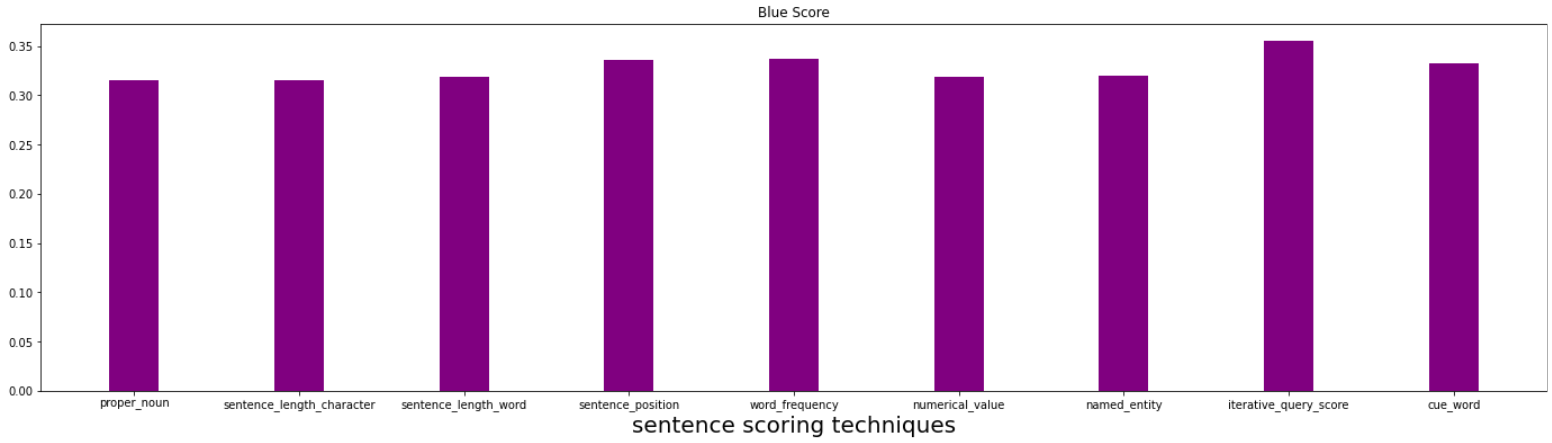 Blue Score
0.35
0.30
0.25
0.20
0.15
0.10
0.05
0.00
proper_noun sentence_length_character sentence_length_word sentence_position word_frequency numerical_value named_entity iterative_query_score cue_word
sentence scoring techniques